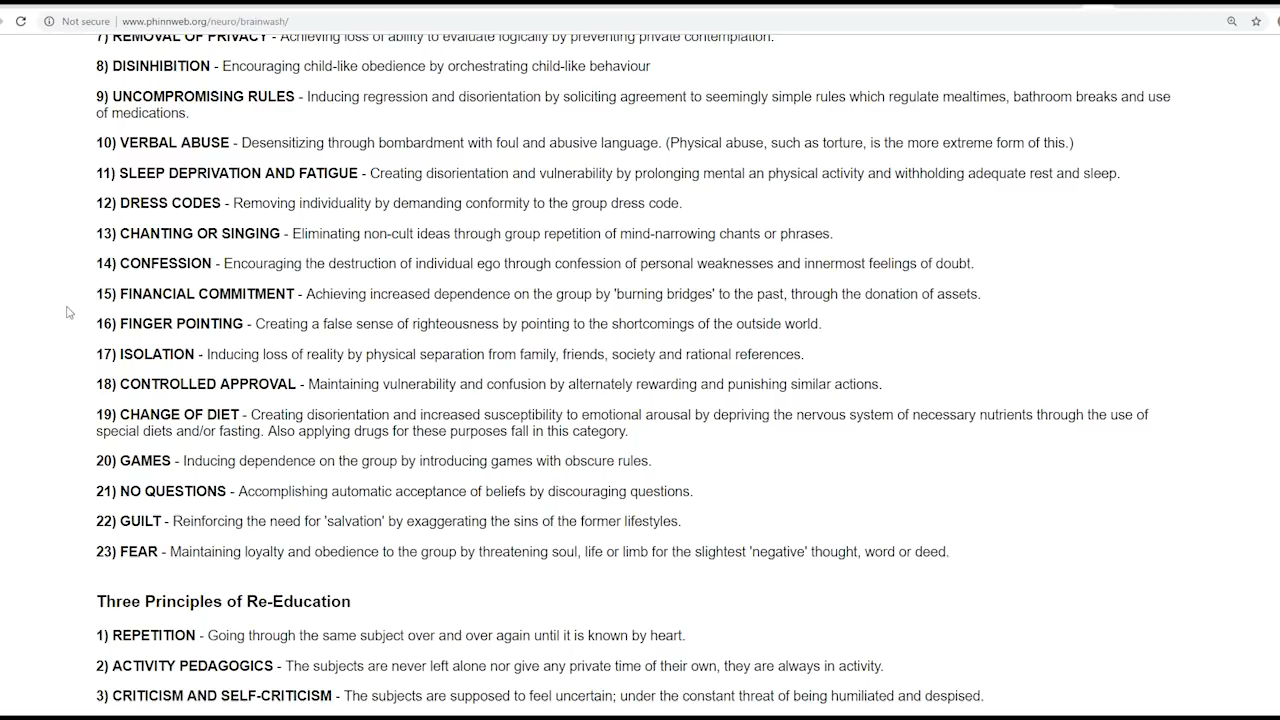 Not secure | www.phinnweb.org/neuro/brainwash/
7) REMOVAL OF PRIVACY - Achieving loss of ability to evaluate logically by preventing private contemplation.
8) DISINHIBITION - Encouraging child-like obedience by orchestrating child-like behaviour
9) UNCOMPROMISING RULES - Inducing regression and disorientation by soliciting agreement to seemingly simple rules which regulate mealtimes, bathroom breaks and use
of medications.
10) VERBAL ABUSE - Desensitizing through bombardment with foul and abusive language. (Physical abuse, such as torture, is the more extreme form of this.)
11) SLEEP DEPRIVATION AND FATIGUE - Creating disorientation and vulnerability by prolonging mental an physical activity and withholding adequate rest and sleep.
12) DRESS CODES - Removing individuality by demanding conformity to the group dress code.
13) CHANTING OR SINGING - Eliminating non-cult ideas through group repetition of mind-narrowing chants or phrases.
14) CONFESSION - Encouraging the destruction of individual ego through confession of personal weaknesses and innermost feelings of doubt.
15) FINANCIAL COMMITMENT - Achieving increased dependence on the group by 'burning bridges' to the past, through the donation of assets.
16) FINGER POINTING - Creating a false sense of righteousness by pointing to the shortcomings of the outside world.
17) ISOLATION - Inducing loss of reality by physical separation from family, friends, society and rational references.
18) CONTROLLED APPROVAL - Maintaining vulnerability and confusion by alternately rewarding and punishing similar actions.
19) CHANGE OF DIET - Creating disorientation and increased susceptibility to emotional arousal by depriving the nervous system of necessary nutrients through the use of
special diets and/or fasting. Also applying drugs for these purposes fall in this category.
20) GAMES - Inducing dependence on the group by introducing games with obscure rules.
21) NO QUESTIONS - Accomplishing automatic acceptance of beliefs by discouraging questions.
22) GUILT - Reinforcing the need for 'salvation' by exaggerating the sins of the former lifestyles.
23) FEAR - Maintaining loyalty and obedience to the group by threatening soul, life or limb for the slightest 'negative' thought, word or deed.
Three Principles of Re-Education
1) REPETITION - Going through the same subject over and over again until it is known by heart.
2) ACTIVITY PEDAGOGICS - The subjects are never left alone nor give any private time of their own, they are always in activity.
3) CRITICISM AND SELF-CRITICISM - The subjects are supposed to feel uncertain; under the constant threat of being humiliated and despised.